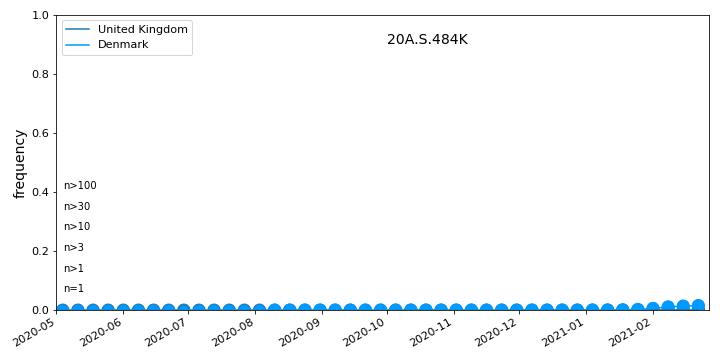 1.0
0.8
0.6
0.4
0.2
0.0
frequency
United Kingdom
Denmark
20A.S.484K
n>100
n>30
n>10
n>3
n>1
n=1
2020-05
2020-06
2020-07
2020-08
2020-09
2020-10
2020-11
2020-12
2021-01
2021-02